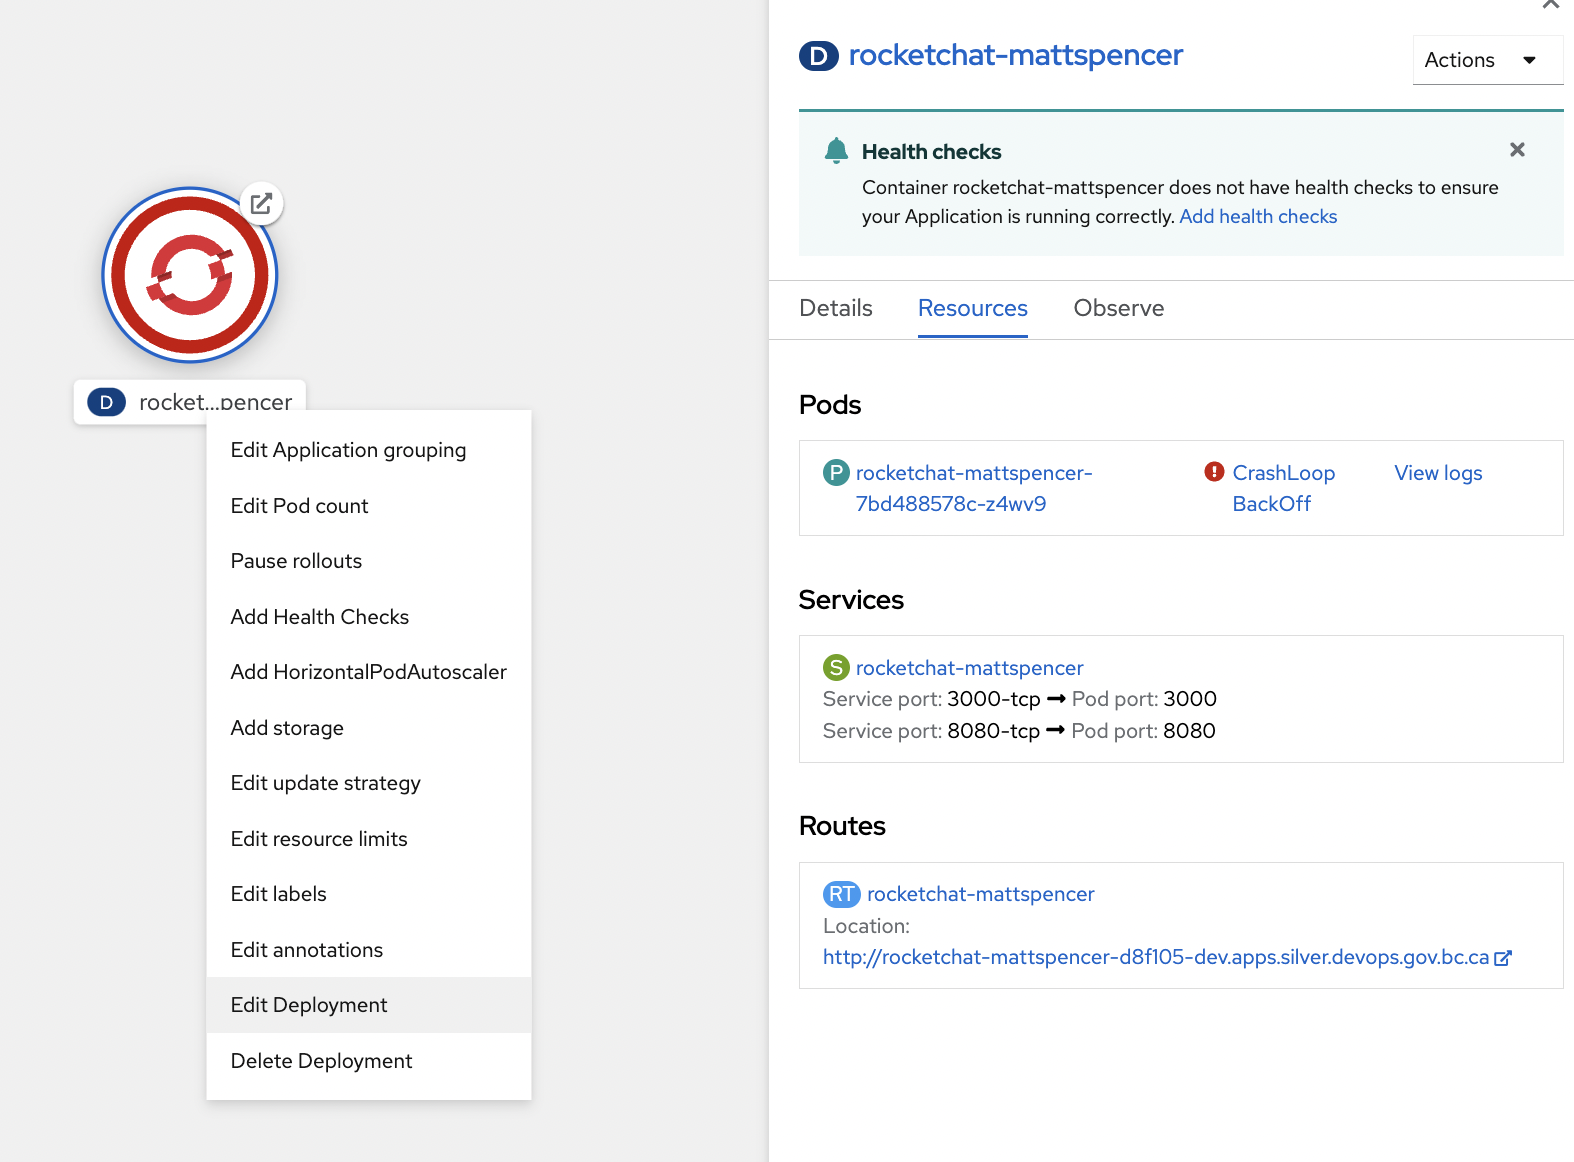 D rocket...pencer
Edit Application grouping
Edit Pod count
Pause rollouts
Add Health Checks
Add HorizontalPodAutoscaler
Add storage
Edit update strategy
Edit resource limits
Edit labels
Edit annotations
Edit Deployment
Delete Deployment
D rocketchat-mattspencer
Actions
Health checks
Container rocketchat-mattspencer does not have health checks to ensure
your Application is running correctly. Add health checks
Details Resources Observe
Pods
P rocketchat-mattspencer-
7bd488578c-z4wv9
CrashLoop
BackOff
View logs
Services
S rocketchat-mattspencer
Service port: 3000-tcp → Pod port: 3000
Service port: 8080-tcp → Pod port: 8080
Routes
RT rocketchat-mattspencer
Location:
http://rocketchat-mattspencer-d8f105-dev.apps.silver.devops.gov.bc.ca